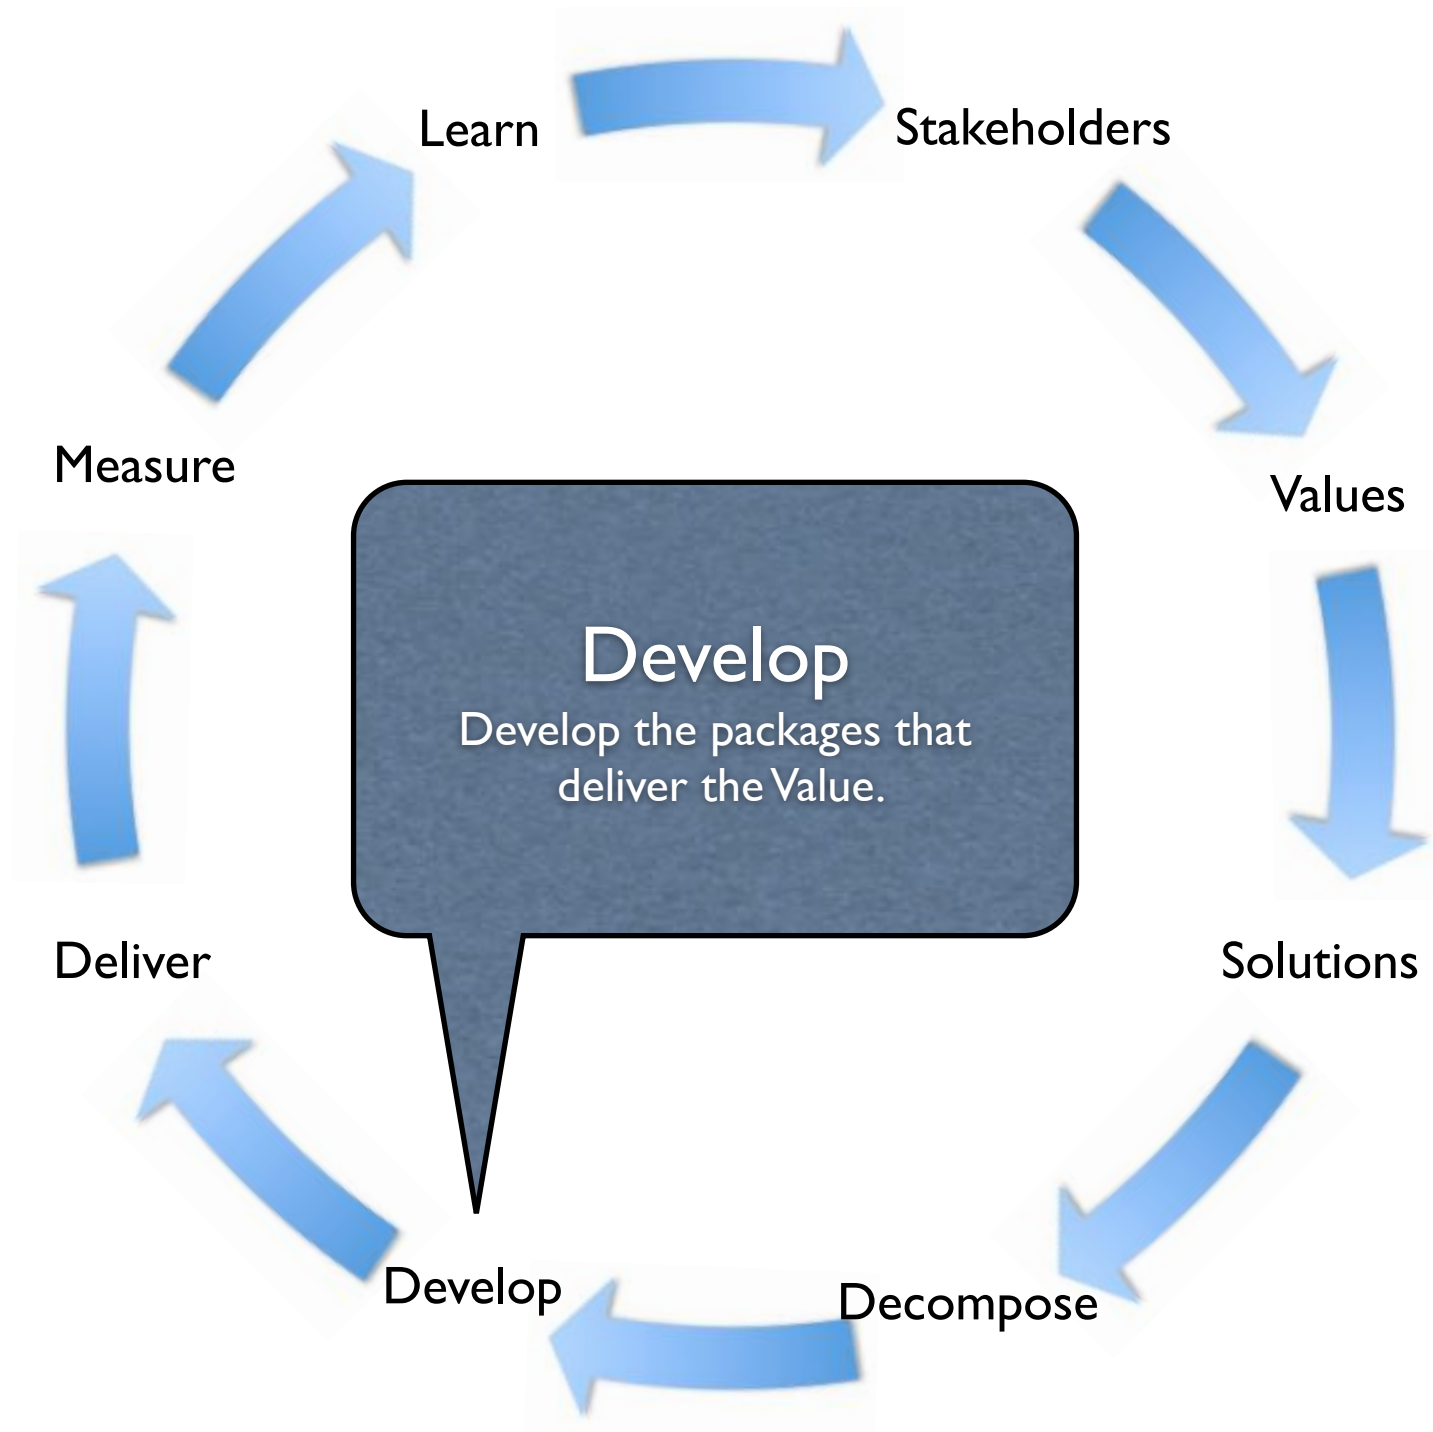 Learn
Stakeholders
Measure
Values
Develop
Develop the packages that
deliver the Value.
Deliver
Solutions
Develop
Decompose